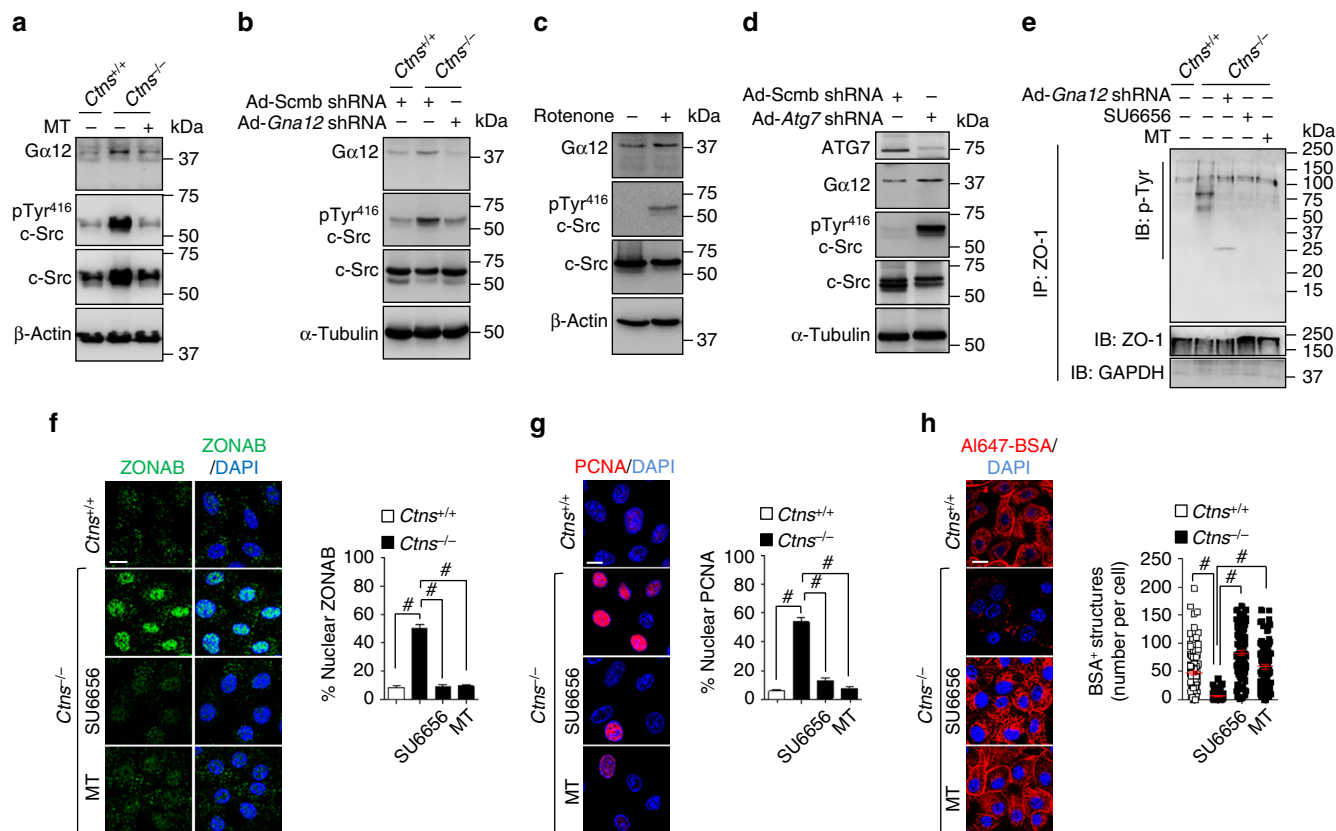 a
Ctns+/+
Ctns−/−
MT − − + kDa
Gα12
37
pTyr416
c-Src
75
50
c-Src
75
50
β-Actin
37
b
Ctns+/+
Ctns−/−
Ad-Scmb shRNA + + −
Ad-Gna12 shRNA − − + kDa
Gα12
37
pTyr416
c-Src
75
50
c-Src
75
50
α-Tubulin
50
c
Rotenone − + kDa
Gα12
37
pTyr416
c-Src
75
50
c-Src
75
50
β-Actin
37
d
Ad-Scmb shRNA + −
Ad-Atg7 shRNA − + kDa
ATG7
75
Gα12
37
pTyr416
c-Src
75
50
c-Src
75
50
α-Tubulin
50
e
Ctns+/+
Ctns−/−
Ad-Gna12 shRNA − − + − −
SU6656 − − − + −
MT − − − − + kDa
IP: ZO-1
IB: p-Tyr
250
150
100
75
50
37
25
20
15
IB: ZO-1
250
150
IB: GAPDH
37
f
ZONAB
ZONAB
/DAPI
Ctns+/+
Ctns−/−
SU6656
MT
Ctns+/+
Ctns−/−
% Nuclear ZONAB
100
80
60
40
20
0
# # #
SU6656
MT
g
PCNA/DAPI
Ctns+/+
Ctns−/−
SU6656
MT
Ctns+/+
Ctns−/−
% Nuclear PCNA
100
80
60
40
20
0
# # #
SU6656
MT
h
Al647-BSA/
DAPI
Ctns+/+
Ctns−/−
SU6656
MT
Ctns+/+
Ctns−/−
BSA+ structures
(number per cell)
250
200
150
100
50
0
# # #
SU6656
MT